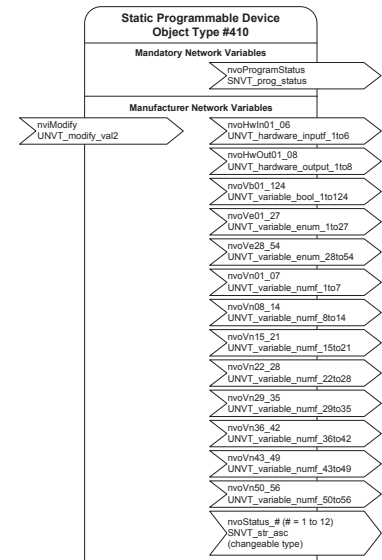 Static Programmable Device
Object Type #410
Mandatory Network Variables
nvoProgramStatus
SNVT_prog_status
Manufacturer Network Variables
nviModify
UNVT_modify_val2
nvoHwIn01_06
UNVT_hardware_inputf_1to6
nvoHwOut01_08
UNVT_hardware_output_1to8
nvoVb01_124
UNVT_variable_bool_1to124
nvoVe01_27
UNVT_variable_enum_1to27
nvoVe28_54
UNVT_variable_enum_28to54
nvoVn01_07
UNVT_variable_numf_1to7
nvoVn08_14
UNVT_variable_numf_8to14
nvoVn15_21
UNVT_variable_numf_15to21
nvoVn22_28
UNVT_variable_numf_22to28
nvoVn29_35
UNVT_variable_numf_29to35
nvoVn36_42
UNVT_variable_numf_36to42
nvoVn43_49
UNVT_variable_numf_43to49
nvoVn50_56
UNVT_variable_numf_50to56
nvoStatus_# (# = 1 to 12)
SNVT_str_asc
(changeable type)